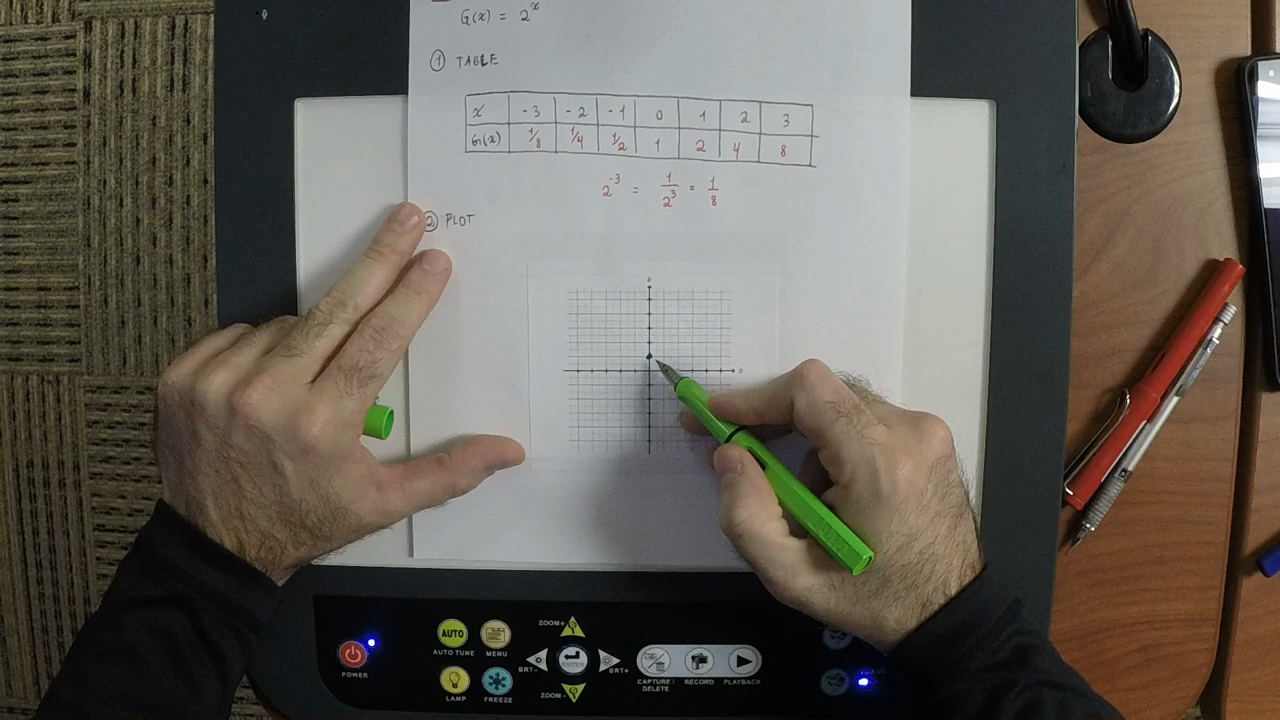 G(x) = 2^x
① TABLE
x -3 -2 -1 0 1 2 3
G(x) 1/8 1/4 1/2 1 2 4 8
2^-3 = 1/2^3 = 1/8
② PLOT
POWER
AUTO
AUTO TUNE
MENU
LAMP
FREEZE
ZOOM+
BRT-
ENTER
BRT+
ZOOM-
CAPTURE/
DELETE
RECORD
PLAYBACK